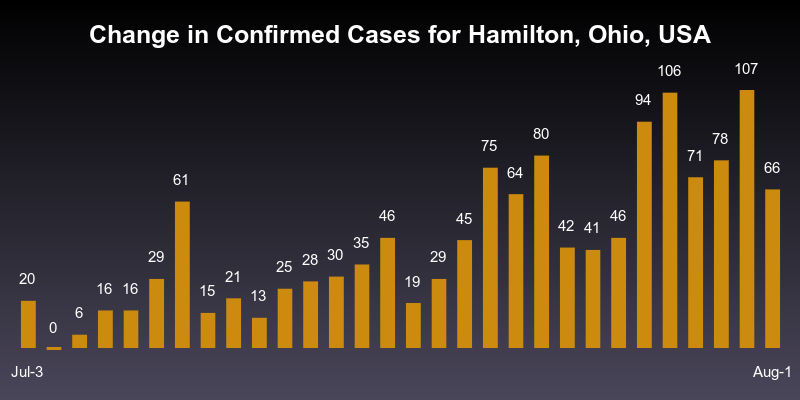 Change in Confirmed Cases for Hamilton, Ohio, USA
20 0 6 16 16 29 61 15 21 13 25 28 30 35 46 19 29 45 75 64 80 42 41 46 94 106 71 78 107 66
Jul-3 Aug-1